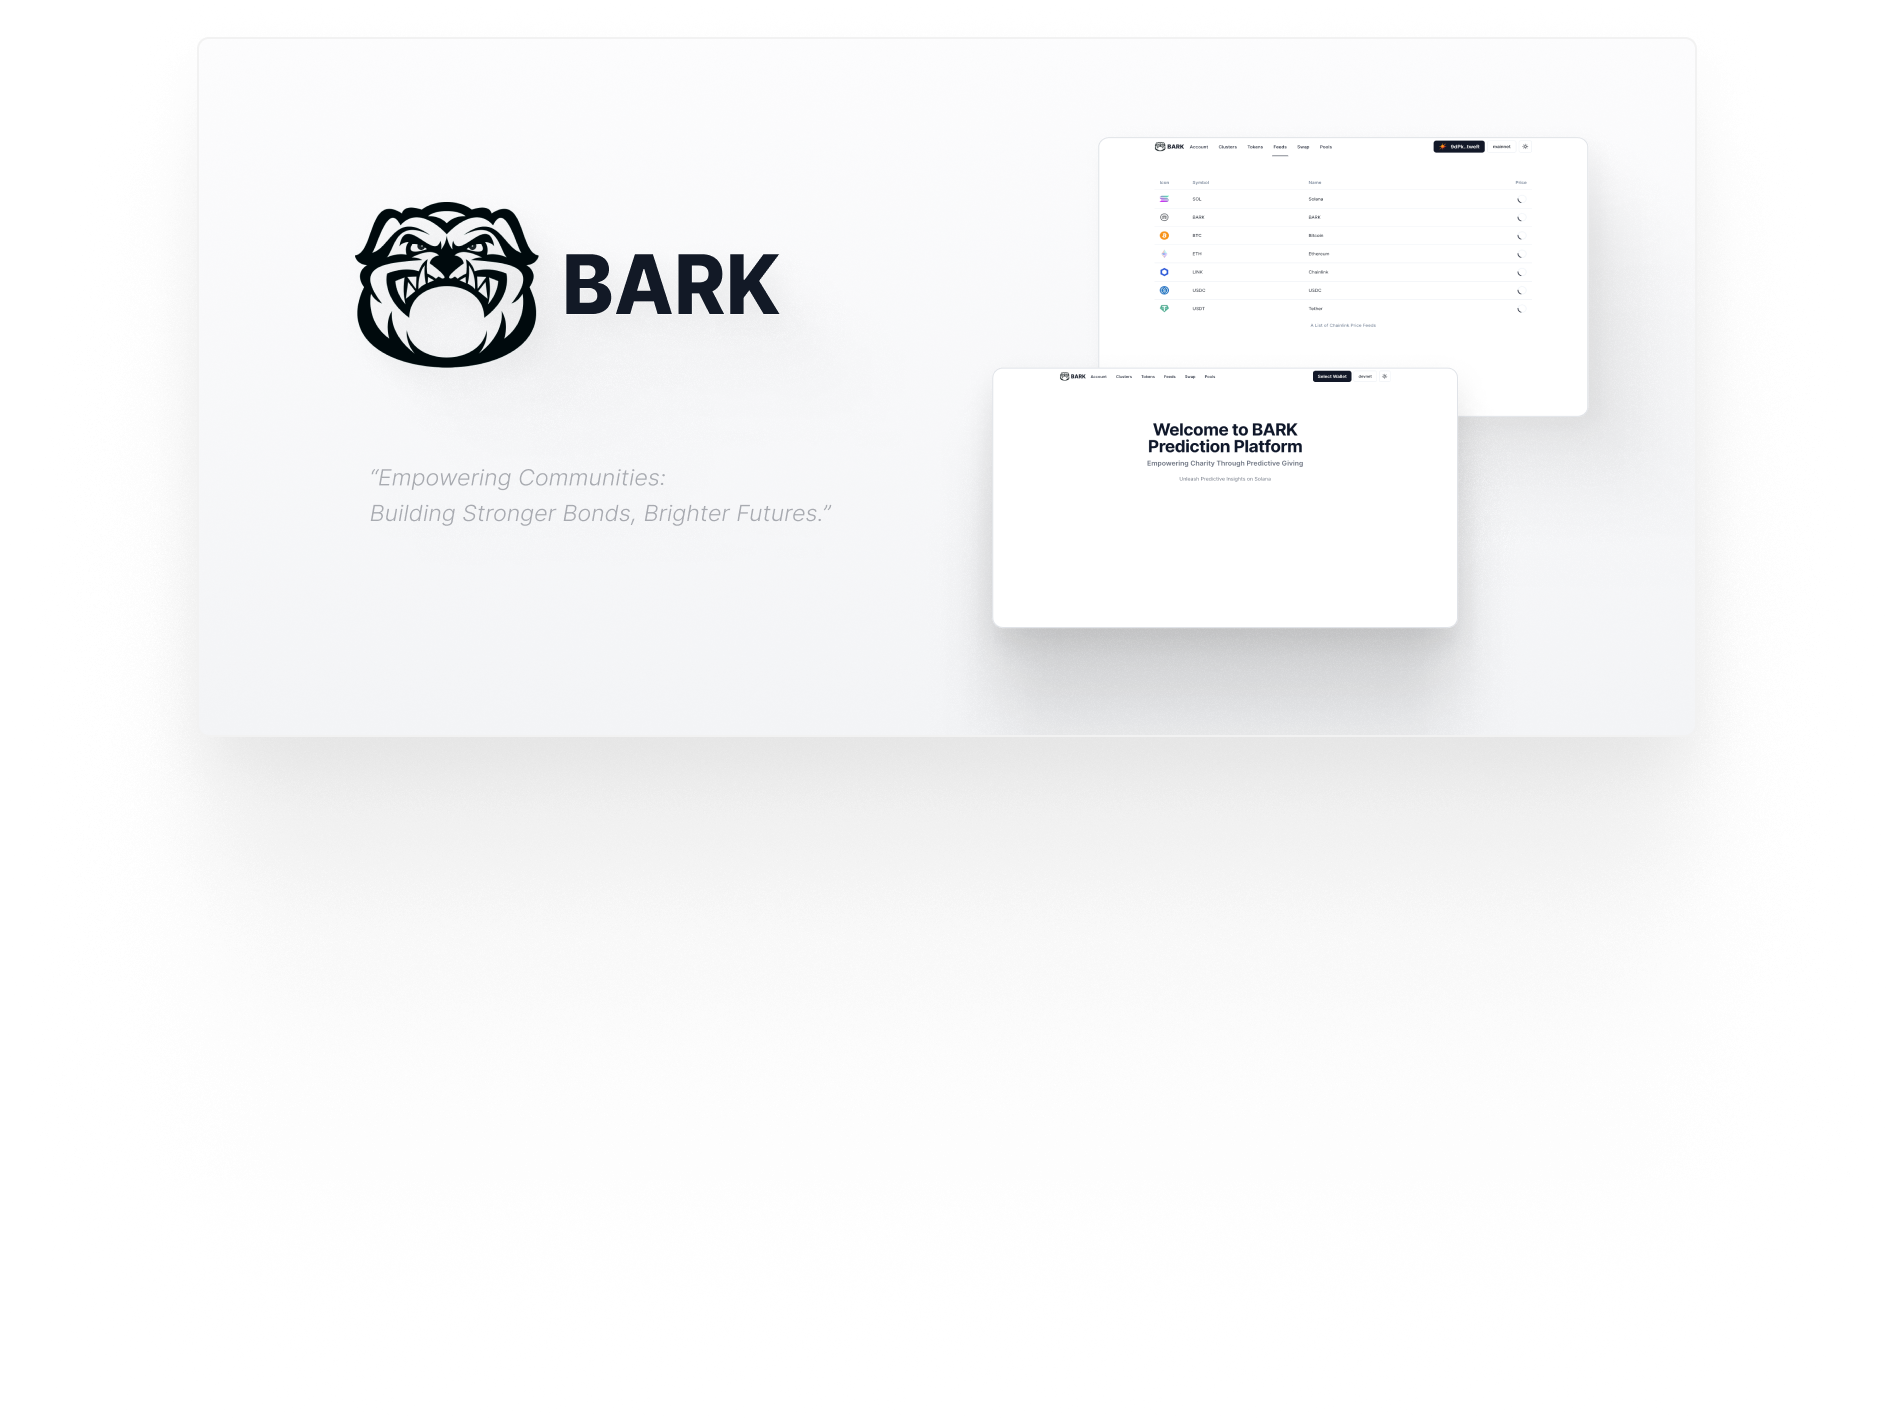 BARK
“Empowering Communities:
Building Stronger Bonds, Brighter Futures.”
BARK Account Clusters Tokens Feeds Swap Pools 9dPk..tweR mainnet
Icon Symbol Name Price
SOL Solana
BARK BARK
BTC Bitcoin
ETH Ethereum
LINK Chainlink
USDC USDC
USDT Tether
A List of Chainlink Price Feeds
BARK Account Clusters Tokens Feeds Swap Pools Select Wallet devnet
Welcome to BARK
Prediction Platform
Empowering Charity Through Predictive Giving
Unleash Predictive Insights on Solana